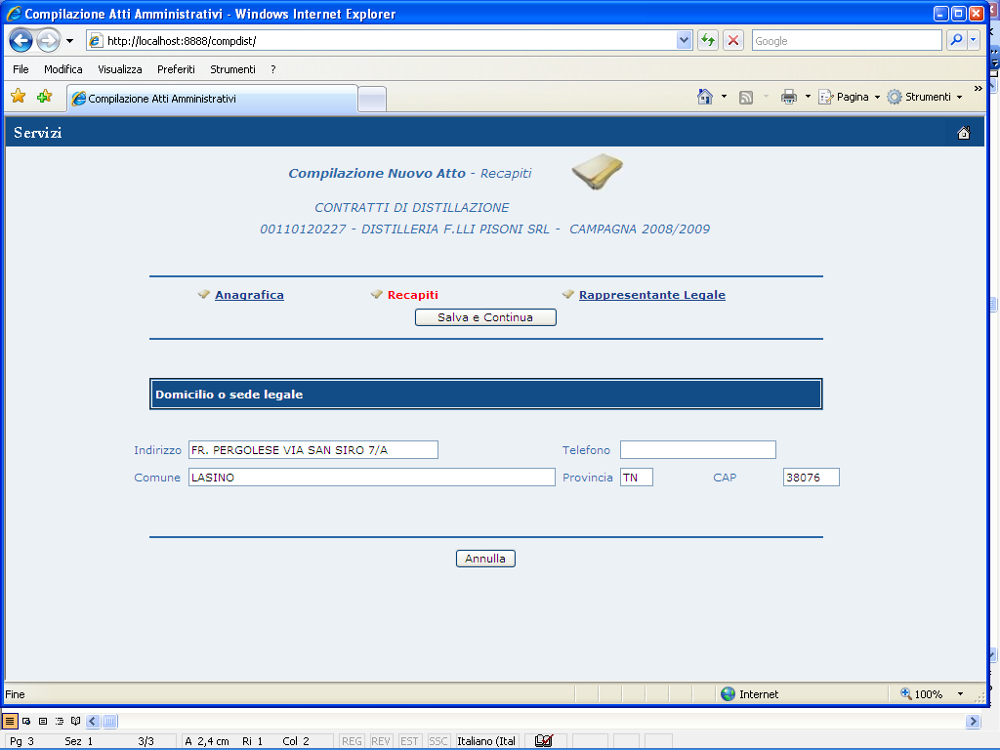 Compilazione Atti Amministrativi - Windows Internet Explorer
http://localhost:8888/compdist/
Google
File Modifica Visualizza Preferiti Strumenti ?
Compilazione Atti Amministrativi
Pagina Strumenti
Servizi
Compilazione Nuovo Atto - Recapiti
CONTRATTI DI DISTILLAZIONE
00110120227 - DISTILLERIA F.LLI PISONI SRL - CAMPAGNA 2008/2009
Anagrafica Recapiti Rappresentante Legale
Salva e Continua
Domicilio o sede legale
Indirizzo FR. PERGOLESE VIA SAN SIRO 7/A Telefono
Comune LASINO Provincia TN CAP 38076
Annulla
Fine Internet 100%
Pg 3 Sez 1 3/3 A 2,4 cm Ri 1 Col 2 REG REV EST SSC Italiano (Ital